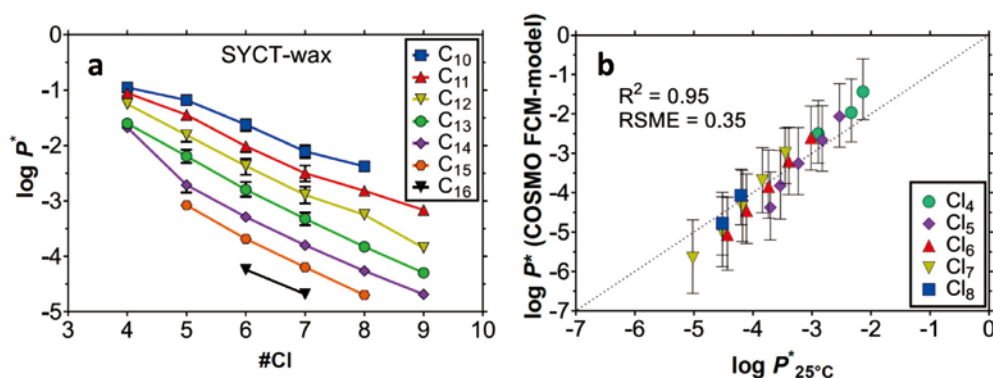 a
SYCT-wax
C₁₀
C₁₁
C₁₂
C₁₃
C₁₄
C₁₅
C₁₆
log P*
0
-1
-2
-3
-4
-5
3 4 5 6 7 8 9 10
#Cl
b
R² = 0.95
RSME = 0.35
Cl₄
Cl₅
Cl₆
Cl₇
Cl₈
log P* (COSMO FCM-model)
-0
-1
-2
-3
-4
-5
-6
-7
-7 -6 -5 -4 -3 -2 -1 0
log P*25°C